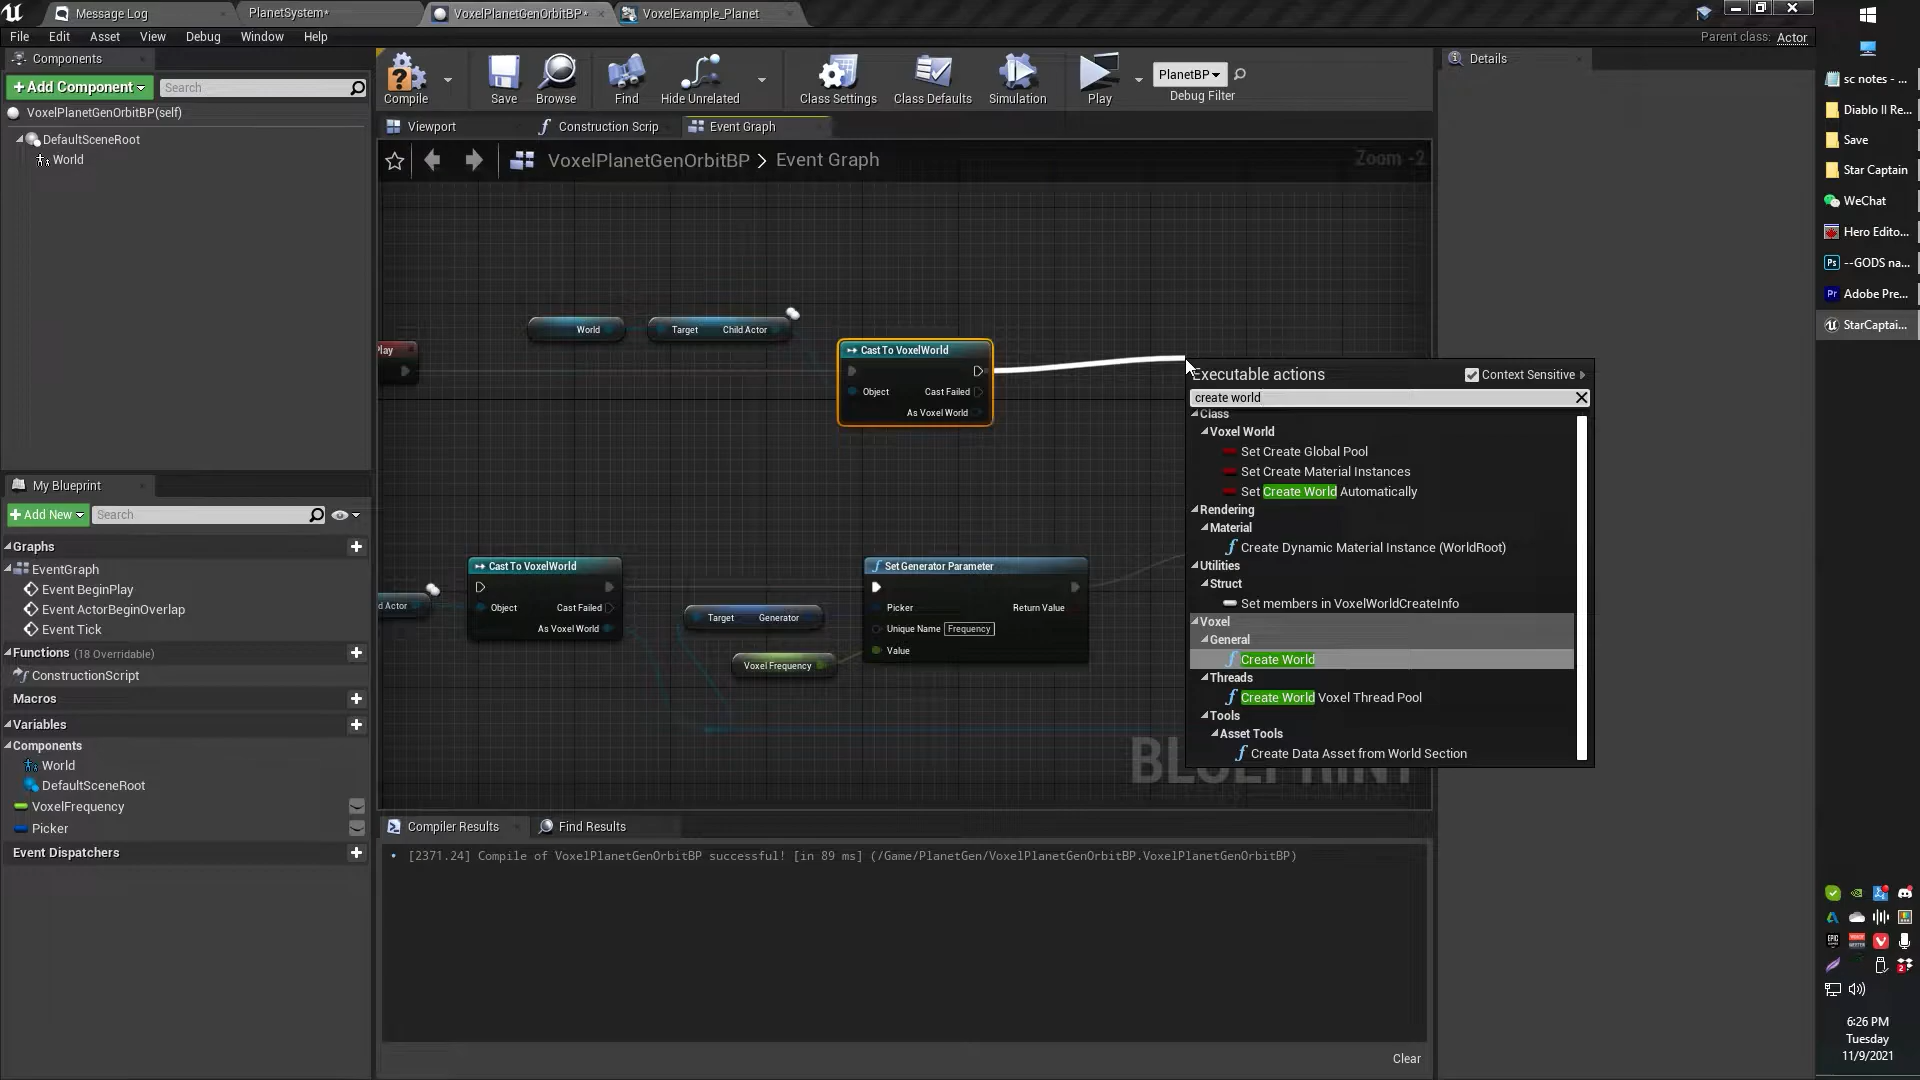 Message Log
PlanetSystem*
VoxelPlanetGenOrbitBP*
VoxelExample_Planet
File Edit Asset View Debug Window Help
Parent class: Actor
Components
+ Add Component
Search
VoxelPlanetGenOrbitBP(self)
DefaultSceneRoot
World
Compile
Save
Browse
Find
Hide Unrelated
Class Settings
Class Defaults
Simulation
Play
PlanetBP
Debug Filter
Details
Viewport
Construction Scrip
Event Graph
VoxelPlanetGenOrbitBP > Event Graph
Zoom -2
World
Target Child Actor
Play
Cast To VoxelWorld
Object Cast Failed
As Voxel World
Executable actions
Context Sensitive
create world
Class
Voxel World
Set Create Global Pool
Set Create Material Instances
Set Create World Automatically
Rendering
Material
Create Dynamic Material Instance (WorldRoot)
Utilities
Struct
Set members in VoxelWorldCreateInfo
Voxel
General
Create World
Threads
Create World Voxel Thread Pool
Tools
Asset Tools
Create Data Asset from World Section
d Actor
Cast To VoxelWorld
Object Cast Failed
As Voxel World
Target Generator
Voxel Frequency
Set Generator Parameter
Picker Return Value
Unique Name Frequency
Value
BLUEPRINT
My Blueprint
+ Add New
Search
Graphs
EventGraph
Event BeginPlay
Event ActorBeginOverlap
Event Tick
Functions (18 Overridable)
ConstructionScript
Macros
Variables
Components
World
DefaultSceneRoot
VoxelFrequency
Picker
Event Dispatchers
Compiler Results
Find Results
[2371.24] Compile of VoxelPlanetGenOrbitBP successful! [in 89 ms] (/Game/PlanetGen/VoxelPlanetGenOrbitBP.VoxelPlanetGenOrbitBP)
Clear
sc notes - ...
Diablo II Re...
Save
Star Captain
WeChat
Hero Edito...
--GODS na...
Adobe Pre...
StarCaptai...
6:26 PM
Tuesday
11/9/2021